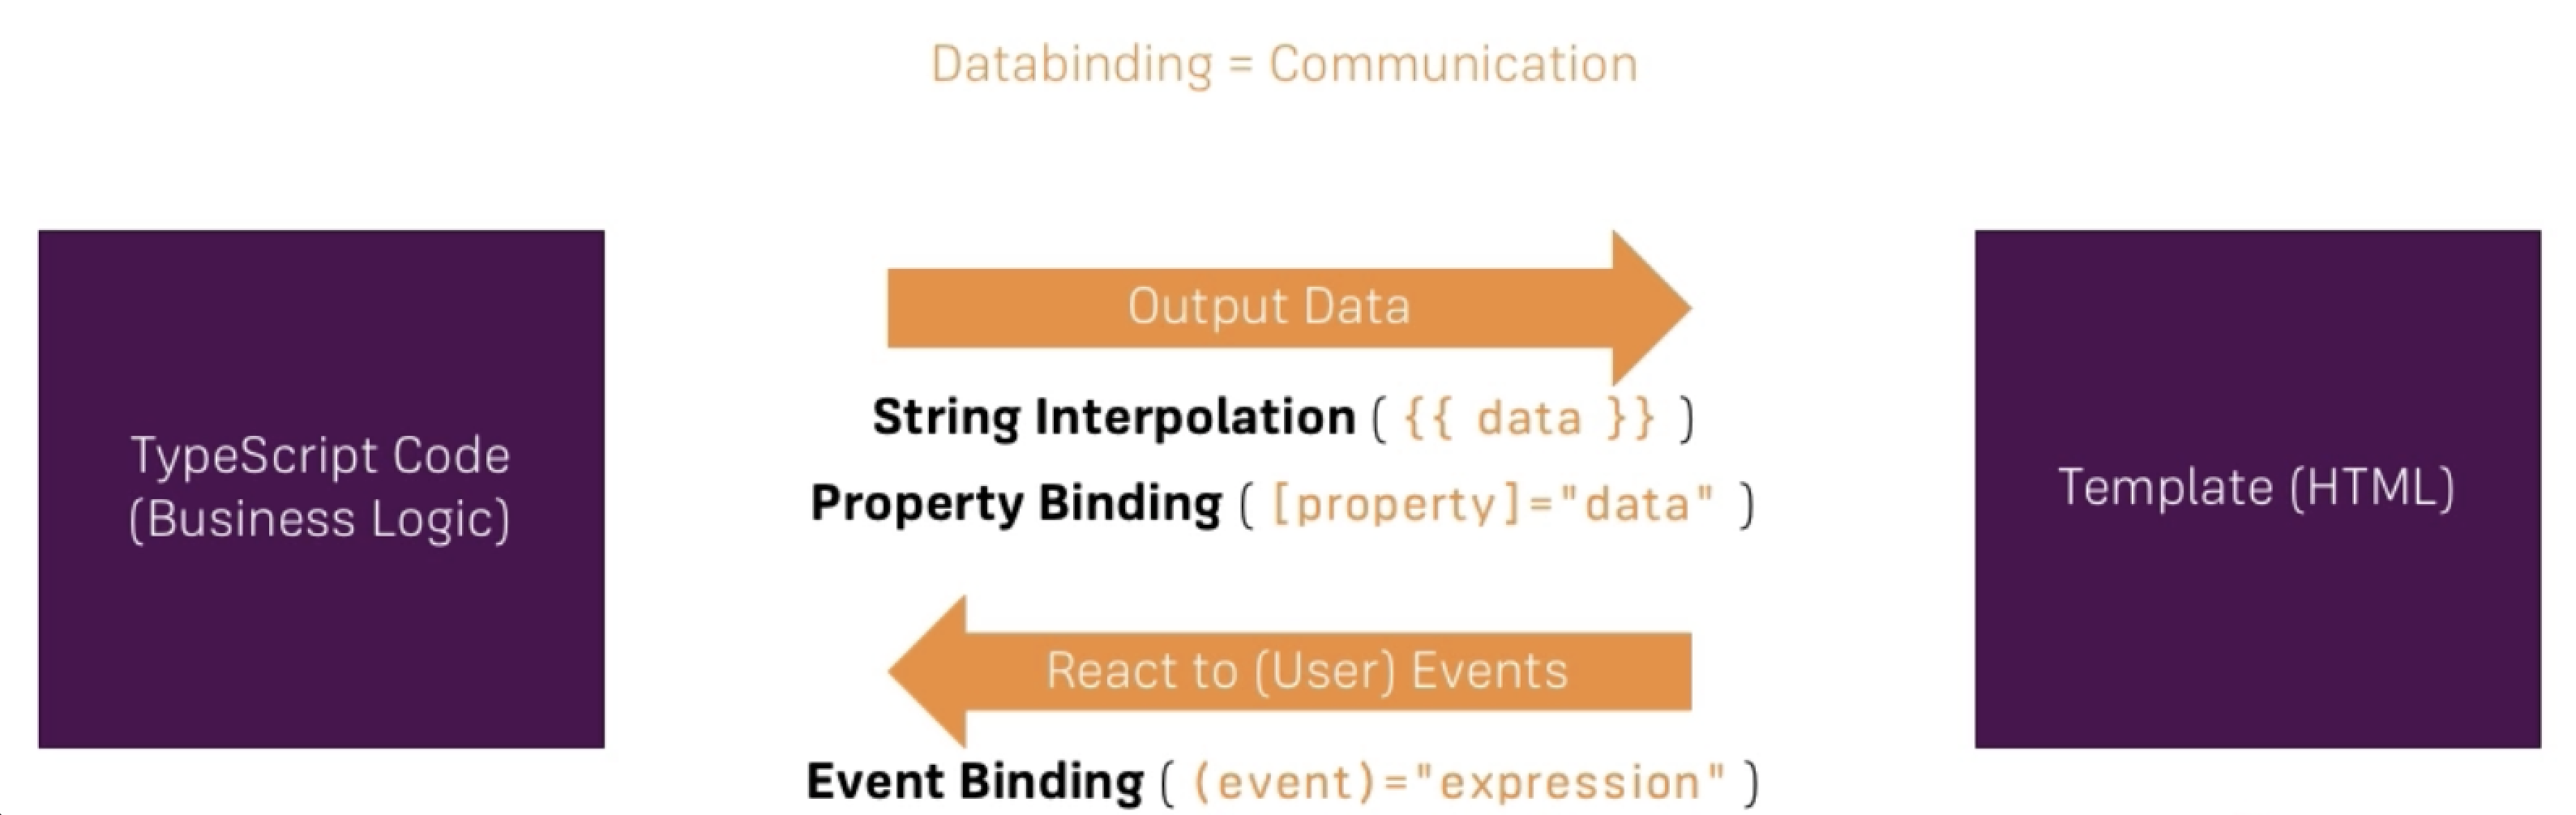 Databinding = Communication
TypeScript Code
(Business Logic)
Output Data
String Interpolation ( {{ data }} )
Property Binding ( [property]="data" )
React to (User) Events
Event Binding ( (event)="expression" )
Template (HTML)